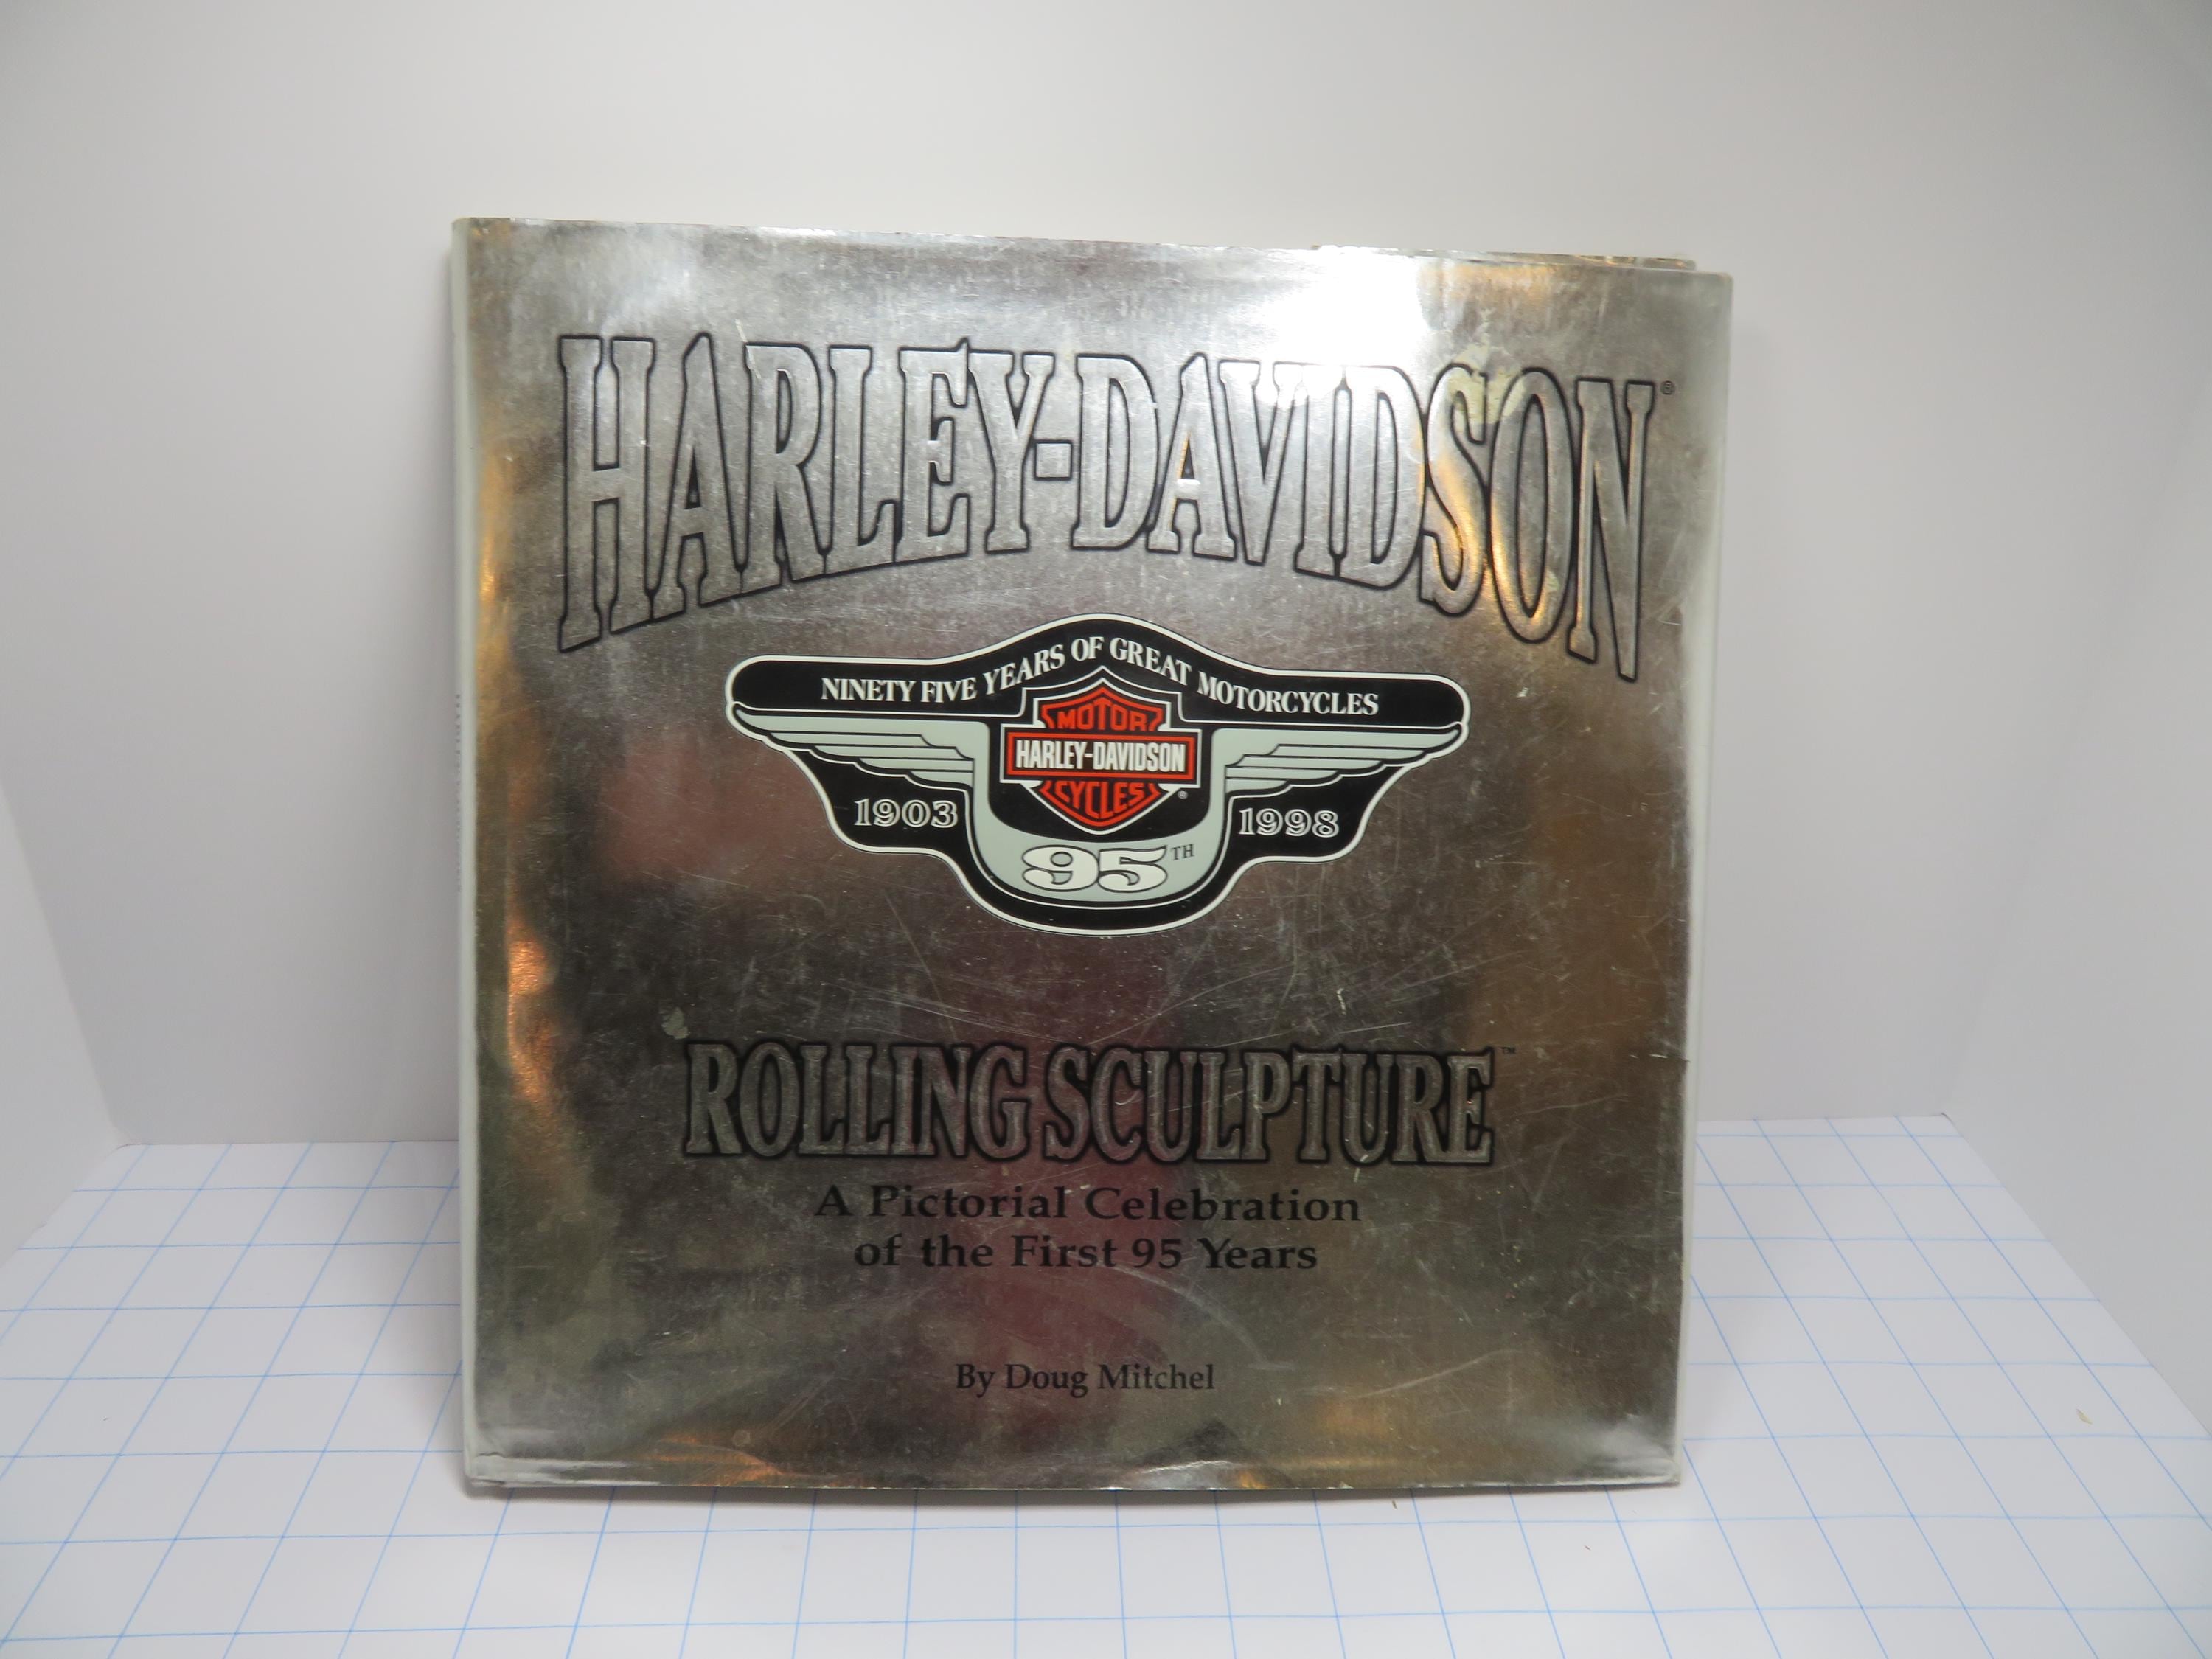 HARLEY-DAVIDSON®
NINETY FIVE YEARS OF GREAT MOTORCYCLES
MOTOR
HARLEY-DAVIDSON
CYCLES
®
1903
1998
95TH
ROLLING SCULPTURE™
A Pictorial Celebration
of the First 95 Years
By Doug Mitchel